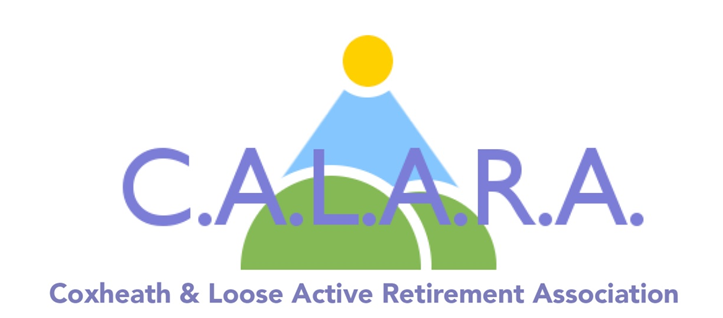 C.A.L.A.R.A.
Coxheath & Loose Active Retirement Association